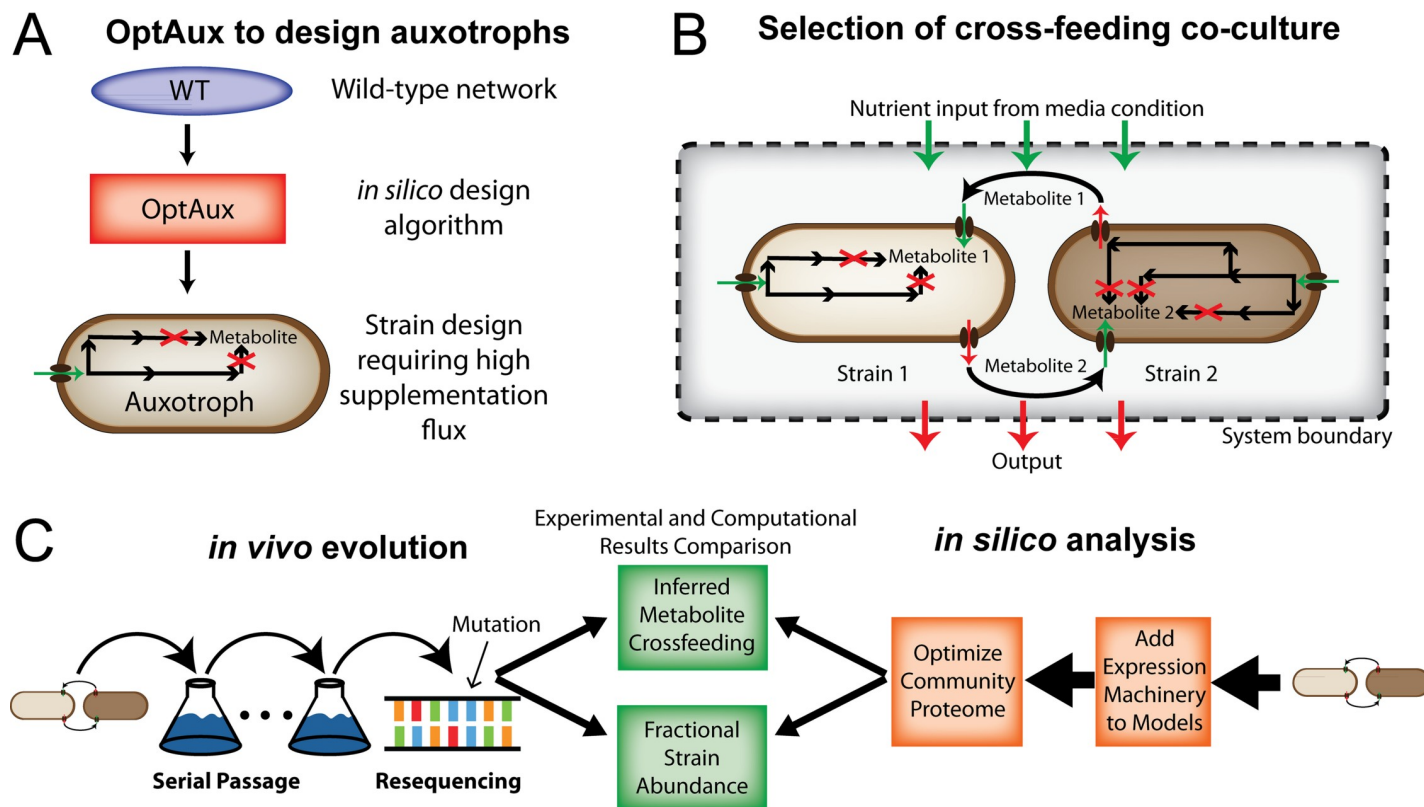 A
OptAux to design auxotrophs
WT
Wild-type network
OptAux
in silico design
algorithm
Metabolite
Auxotroph
Strain design
requiring high
supplementation
flux
B
Selection of cross-feeding co-culture
Nutrient input from media condition
Metabolite 1
Metabolite 1
Metabolite 2
Strain 1
Metabolite 2
Strain 2
System boundary
Output
C
in vivo evolution
Mutation
Serial Passage
Resequencing
Experimental and Computational
Results Comparison
Inferred
Metabolite
Crossfeeding
Fractional
Strain
Abundance
in silico analysis
Optimize
Community
Proteome
Add
Expression
Machinery
to Models